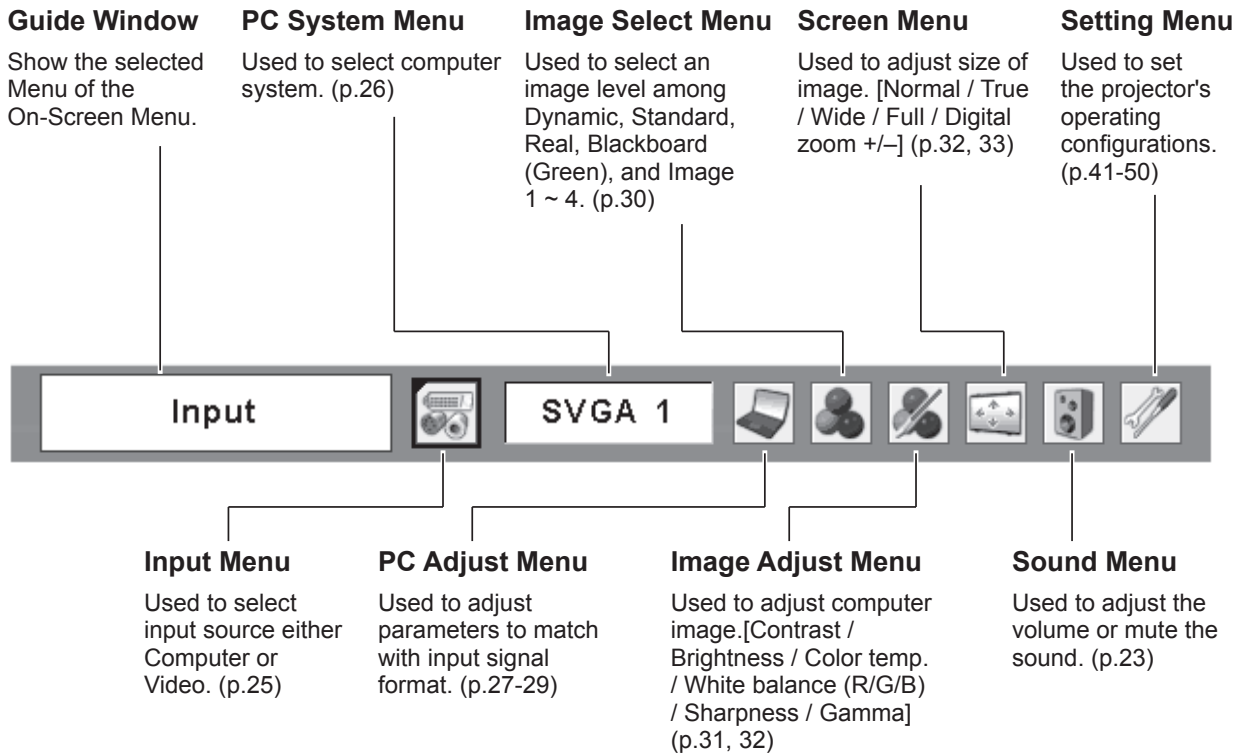 Guide Window
Show the selected
Menu of the
On-Screen Menu.
PC System Menu
Used to select computer
system. (p.26)
Image Select Menu
Used to select an
image level among
Dynamic, Standard,
Real, Blackboard
(Green), and Image
1 ~ 4. (p.30)
Screen Menu
Used to adjust size of
image. [Normal / True
/ Wide / Full / Digital
zoom +/–] (p.32, 33)
Setting Menu
Used to set
the projector's
operating
configurations.
(p.41-50)
Input
SVGA 1
Input Menu
Used to select
input source either
Computer or
Video. (p.25)
PC Adjust Menu
Used to adjust
parameters to match
with input signal
format. (p.27-29)
Image Adjust Menu
Used to adjust computer
image.[Contrast /
Brightness / Color temp.
/ White balance (R/G/B)
/ Sharpness / Gamma]
(p.31, 32)
Sound Menu
Used to adjust the
volume or mute the
sound. (p.23)